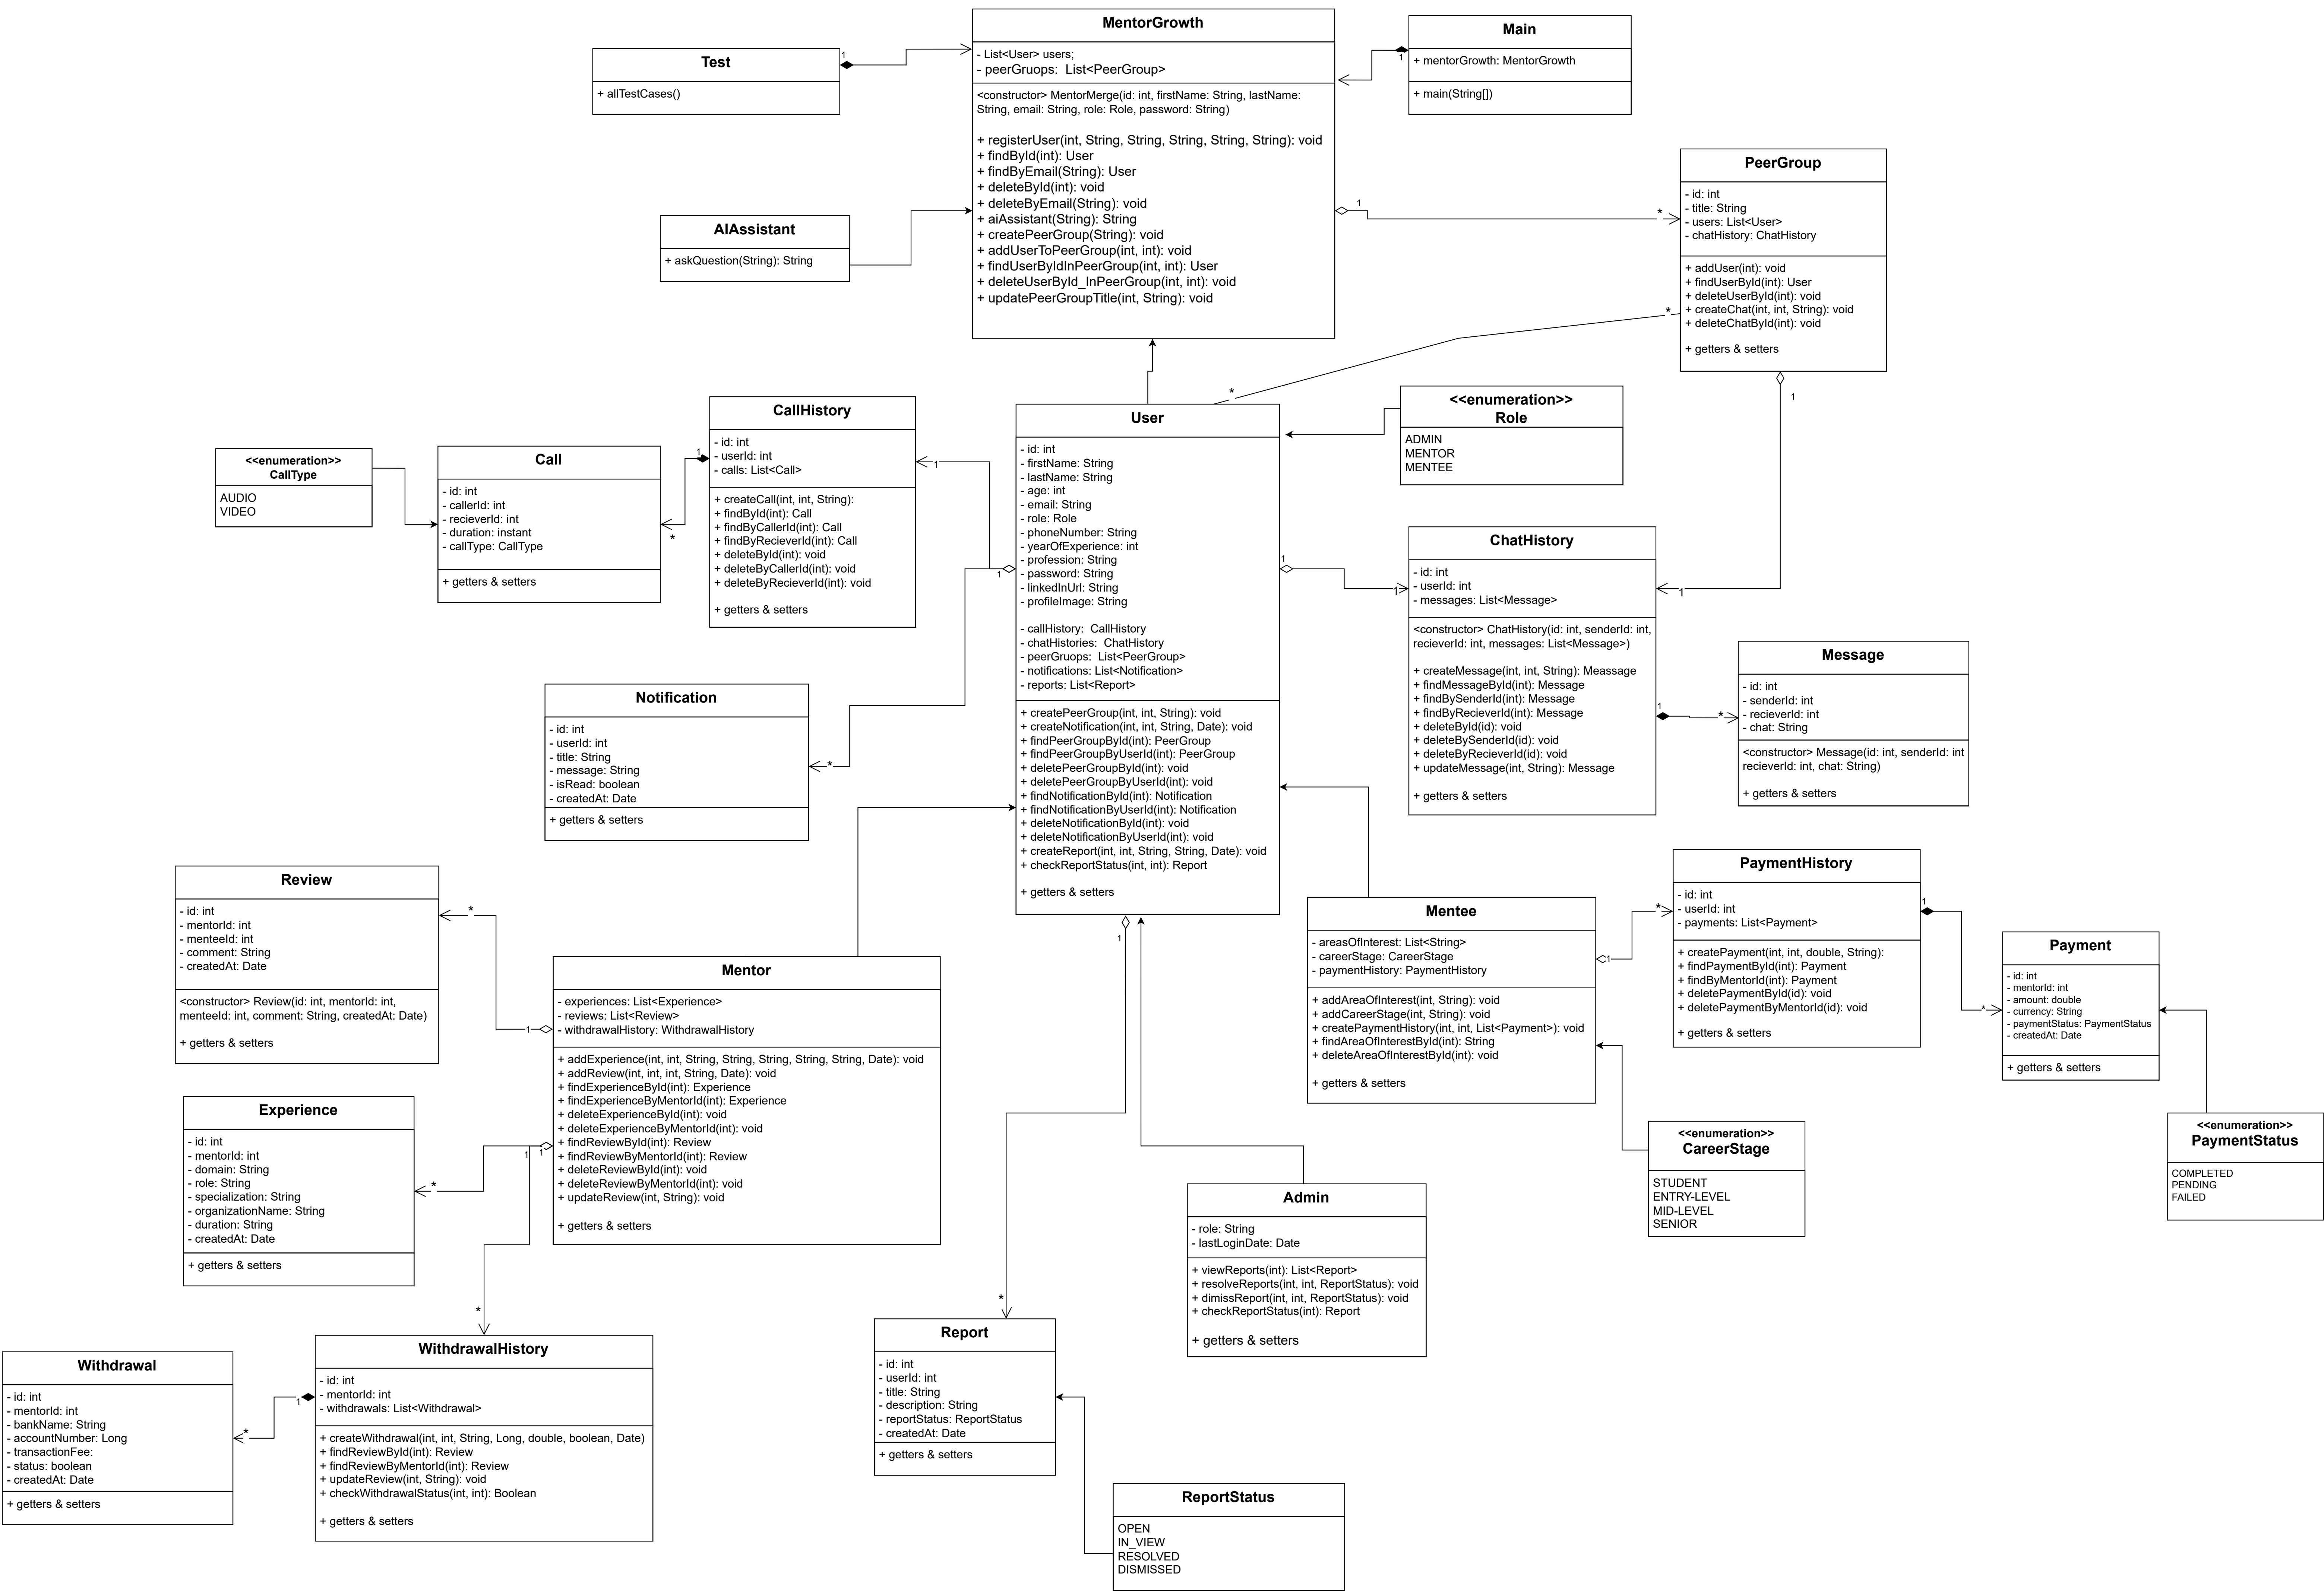 MentorGrowth
- List<User> users;
- peerGruops:  List<PeerGroup>
<constructor> MentorMerge(id: int, firstName: String, lastName:
String, email: String, role: Role, password: String)
+ registerUser(int, String, String, String, String, String): void
+ findById(int): User
+ findByEmail(String): User
+ deleteById(int): void
+ deleteByEmail(String): void
+ aiAssistant(String): String
+ createPeerGroup(String): void
+ addUserToPeerGroup(int, int): void
+ findUserByIdInPeerGroup(int, int): User
+ deleteUserById_InPeerGroup(int, int): void
+ updatePeerGroupTitle(int, String): void
Main
+ mentorGrowth: MentorGrowth
+ main(String[])
1
Test
+ allTestCases()
1
AIAssistant
+ askQuestion(String): String
1
*
PeerGroup
- id: int
- title: String
- users: List<User>
- chatHistory: ChatHistory
+ addUser(int): void
+ findUserById(int): User
+ deleteUserById(int): void
+ createChat(int, int, String): void
+ deleteChatById(int): void
+ getters & setters
*
*
1
1
<<enumeration>>
Role
ADMIN
MENTOR
MENTEE
User
- id: int
- firstName: String
- lastName: String
- age: int
- email: String
- role: Role
- phoneNumber: String
- yearOfExperience: int
- profession: String
- password: String
- linkedInUrl: String
- profileImage: String
- callHistory:  CallHistory
- chatHistories:  ChatHistory
- peerGruops:  List<PeerGroup>
- notifications: List<Notification>
- reports: List<Report>
+ createPeerGroup(int, int, String): void
+ createNotification(int, int, String, Date): void
+ findPeerGroupById(int): PeerGroup
+ findPeerGroupByUserId(int): PeerGroup
+ deletePeerGroupById(int): void
+ deletePeerGroupByUserId(int): void
+ findNotificationById(int): Notification
+ findNotificationByUserId(int): Notification
+ deleteNotificationById(int): void
+ deleteNotificationByUserId(int): void
+ createReport(int, int, String, String, Date): void
+ checkReportStatus(int, int): Report
+ getters & setters
CallHistory
- id: int
- userId: int
- calls: List<Call>
+ createCall(int, int, String):
+ findById(int): Call
+ findByCallerId(int): Call
+ findByRecieverId(int): Call
+ deleteById(int): void
+ deleteByCallerId(int): void
+ deleteByRecieverId(int): void
+ getters & setters
1
1
1
*
Call
- id: int
- callerId: int
- recieverId: int
- duration: instant
- callType: CallType
+ getters & setters
<<enumeration>>
CallType
AUDIO
VIDEO
1
1
ChatHistory
- id: int
- userId: int
- messages: List<Message>
<constructor> ChatHistory(id: int, senderId: int,
recieverId: int, messages: List<Message>)
+ createMessage(int, int, String): Meassage
+ findMessageById(int): Message
+ findBySenderId(int): Message
+ findByRecieverId(int): Message
+ deleteById(id): void
+ deleteBySenderId(id): void
+ deleteByRecieverId(id): void
+ updateMessage(int, String): Message
+ getters & setters
1
*
Message
- id: int
- senderId: int
- recieverId: int
- chat: String
<constructor> Message(id: int, senderId: int
recieverId: int, chat: String)
+ getters & setters
Notification
- id: int
- userId: int
- title: String
- message: String
- isRead: boolean
- createdAt: Date
+ getters & setters
*
Review
- id: int
- mentorId: int
- menteeId: int
- comment: String
- createdAt: Date
<constructor> Review(id: int, mentorId: int,
menteeId: int, comment: String, createdAt: Date)
+ getters & setters
*
1
Mentor
- experiences: List<Experience>
- reviews: List<Review>
- withdrawalHistory: WithdrawalHistory
+ addExperience(int, int, String, String, String, String, String, Date): void
+ addReview(int, int, int, String, Date): void
+ findExperienceById(int): Experience
+ findExperienceByMentorId(int): Experience
+ deleteExperienceById(int): void
+ deleteExperienceByMentorId(int): void
+ findReviewById(int): Review
+ findReviewByMentorId(int): Review
+ deleteReviewById(int): void
+ deleteReviewByMentorId(int): void
+ updateReview(int, String): void
+ getters & setters
1
1
*
*
Experience
- id: int
- mentorId: int
- domain: String
- role: String
- specialization: String
- organizationName: String
- duration: String
- createdAt: Date
+ getters & setters
Mentee
- areasOfInterest: List<String>
- careerStage: CareerStage
- paymentHistory: PaymentHistory
+ addAreaOfInterest(int, String): void
+ addCareerStage(int, String): void
+ createPaymentHistory(int, int, List<Payment>): void
+ findAreaOfInterestById(int): String
+ deleteAreaOfInterestById(int): void
+ getters & setters
1
*
PaymentHistory
- id: int
- userId: int
- payments: List<Payment>
+ createPayment(int, int, double, String):
+ findPaymentById(int): Payment
+ findByMentorId(int): Payment
+ deletePaymentById(id): void
+ deletePaymentByMentorId(id): void
+ getters & setters
1
*
Payment
- id: int
- mentorId: int
- amount: double
- currency: String
- paymentStatus: PaymentStatus
- createdAt: Date
+ getters & setters
<<enumeration>>
PaymentStatus
COMPLETED
PENDING
FAILED
<<enumeration>>
CareerStage
STUDENT
ENTRY-LEVEL
MID-LEVEL
SENIOR
1
*
Admin
- role: String
- lastLoginDate: Date
+ viewReports(int): List<Report>
+ resolveReports(int, int, ReportStatus): void
+ dimissReport(int, int, ReportStatus): void
+ checkReportStatus(int): Report
+ getters & setters
Report
- id: int
- userId: int
- title: String
- description: String
- reportStatus: ReportStatus
- createdAt: Date
+ getters & setters
WithdrawalHistory
- id: int
- mentorId: int
- withdrawals: List<Withdrawal>
+ createWithdrawal(int, int, String, Long, double, boolean, Date)
+ findReviewById(int): Review
+ findReviewByMentorId(int): Review
+ updateReview(int, String): void
+ checkWithdrawalStatus(int, int): Boolean
+ getters & setters
1
*
Withdrawal
- id: int
- mentorId: int
- bankName: String
- accountNumber: Long
- transactionFee:
- status: boolean
- createdAt: Date
+ getters & setters
ReportStatus
OPEN
IN_VIEW
RESOLVED
DISMISSED